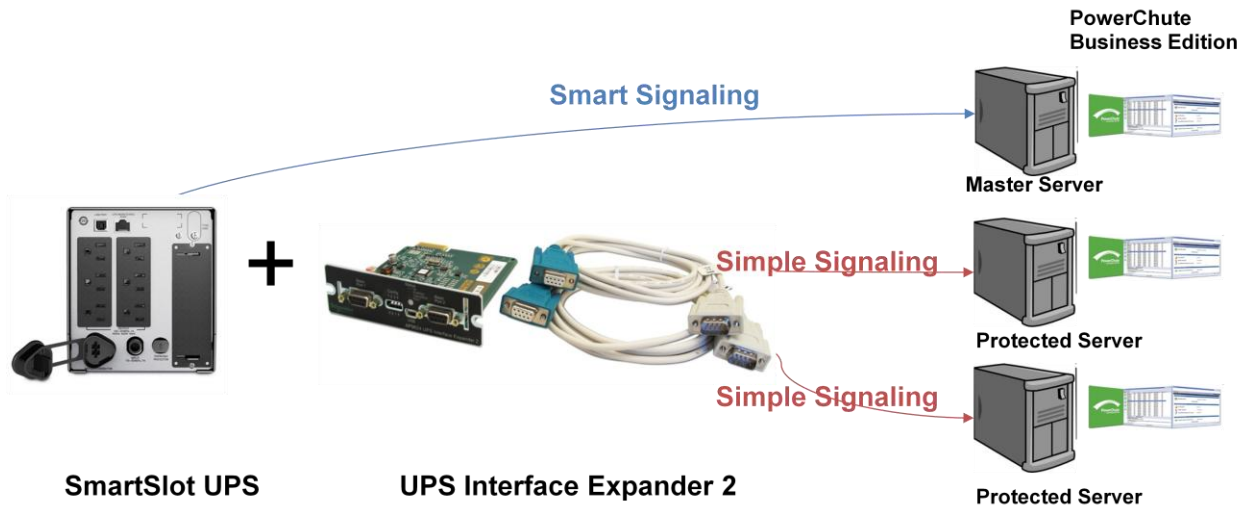 PowerChute
Business Edition
Smart Signaling
Master Server
Simple Signaling
Protected Server
Simple Signaling
Protected Server
SmartSlot UPS
UPS Interface Expander 2